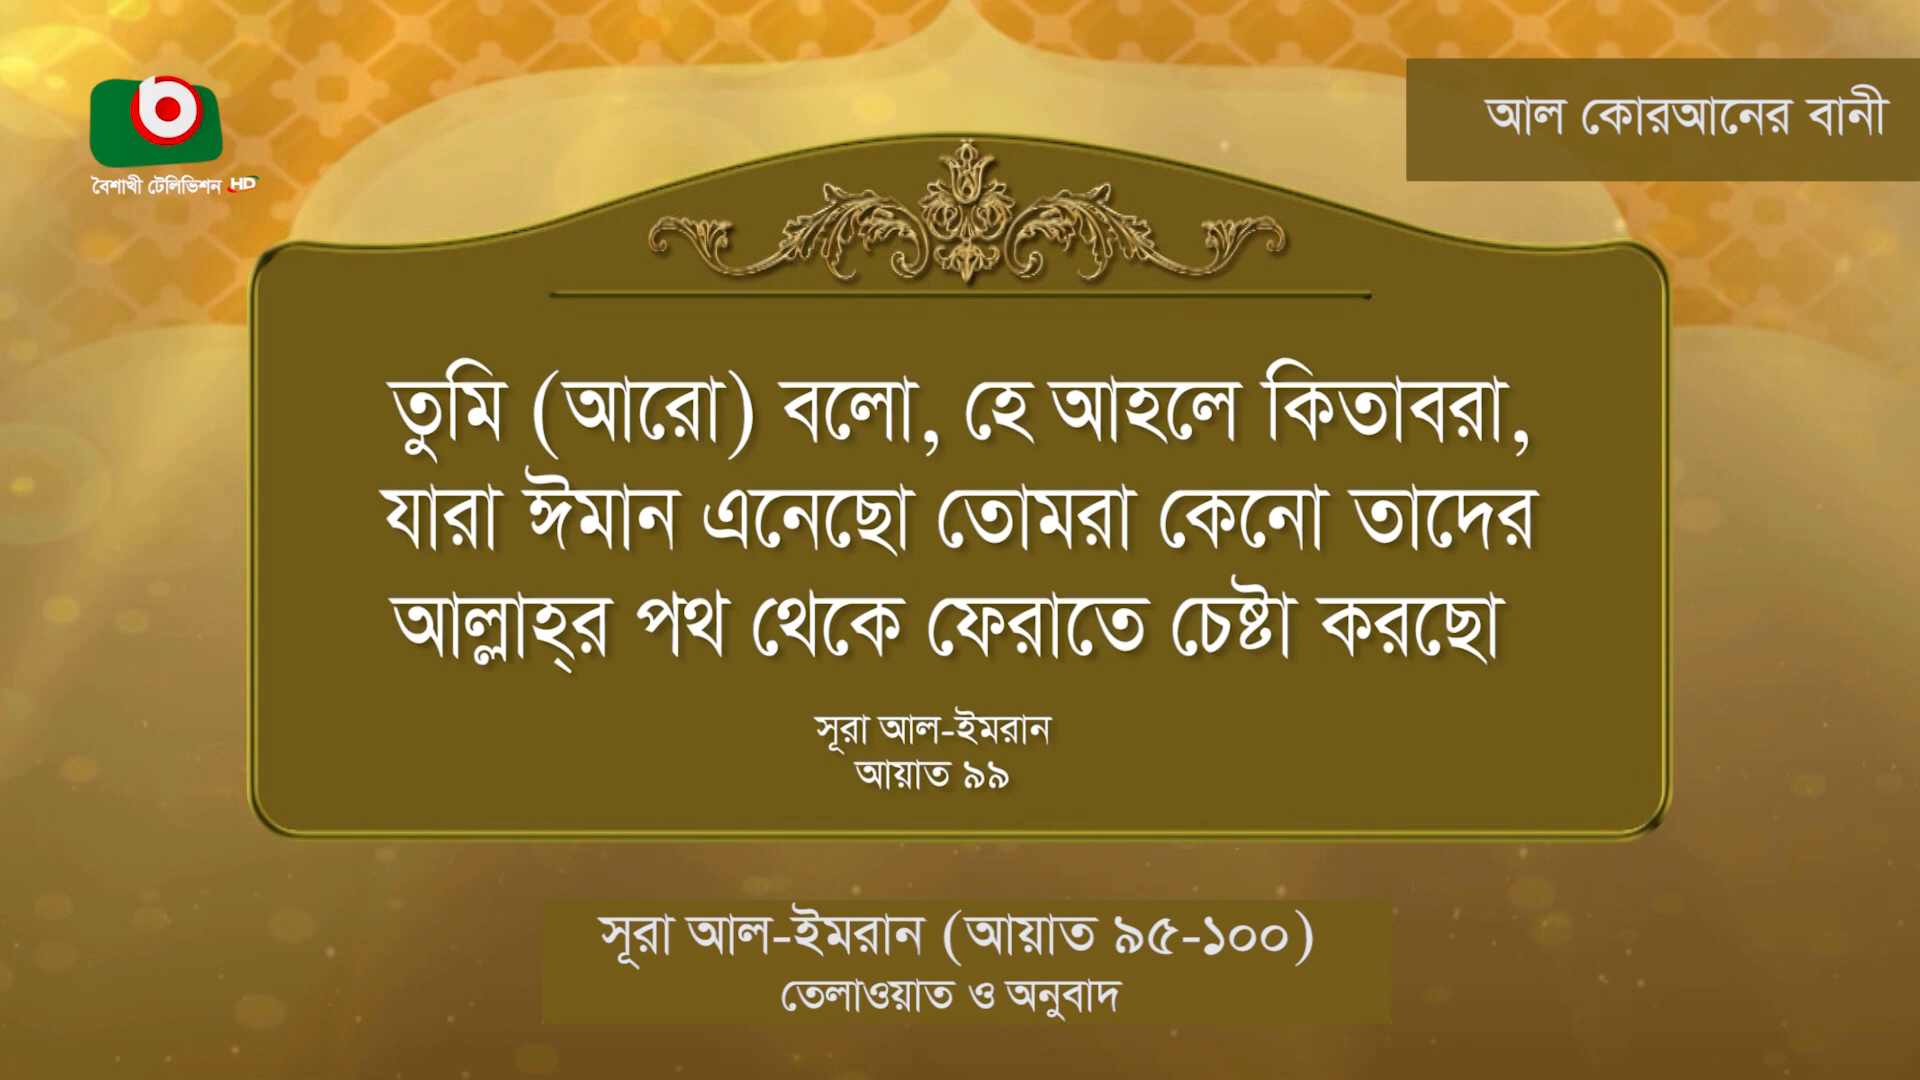 আল কোরআনের বানী
বৈশাখী টেলিভিশন HD
তুমি (আরো) বলো, হে আহলে কিতাবরা,
যারা ঈমান এনেছো তোমরা কেনো তাদের
আল্লাহ্‌র পথ থেকে ফেরাতে চেষ্টা করছো
সূরা আল-ইমরান
আয়াত ৯৯
সূরা আল-ইমরান (আয়াত ৯৫-১০০)
তেলাওয়াত ও অনুবাদ